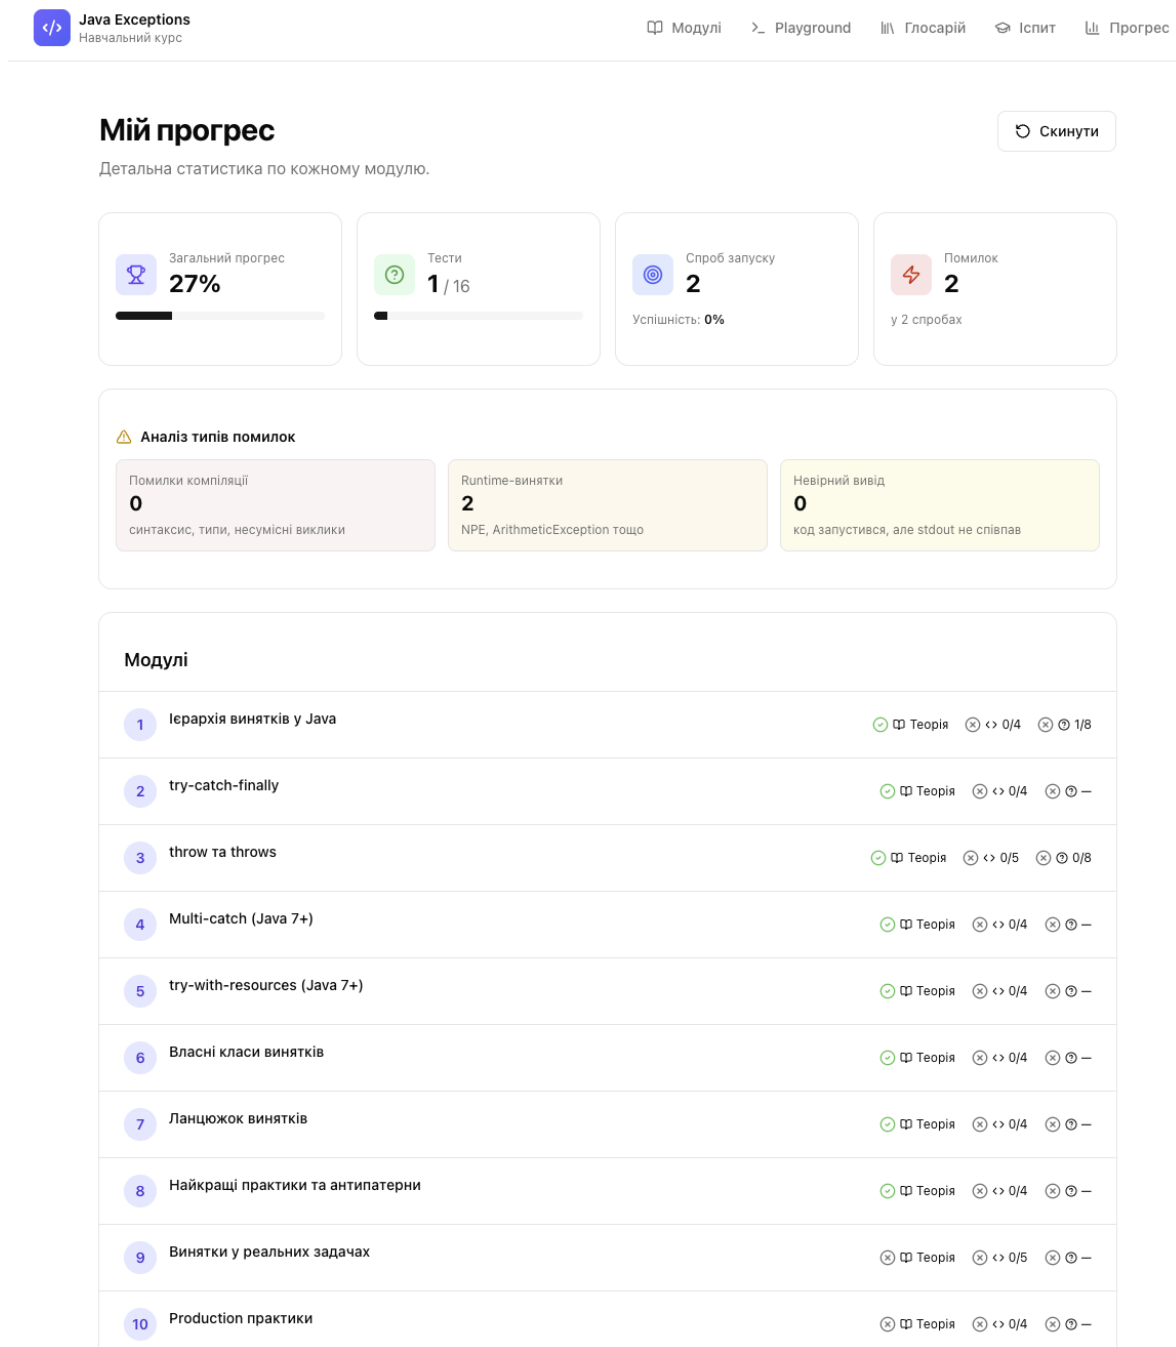 Java Exceptions
Навчальний курс
Модулі
Playground
Глосарій
Іспит
Прогрес
Мій прогрес
Скинути
Детальна статистика по кожному модулю.
Загальний прогрес
27%
Тести
1 / 16
Спроб запуску
2
Успішність: 0%
Помилок
2
у 2 спробах
Аналіз типів помилок
Помилки компіляції
0
синтаксис, типи, несумісні виклики
Runtime-винятки
2
NPE, ArithmeticException тощо
Невірний вивід
0
код запустився, але stdout не співпав
Модулі
1 Ієрархія винятків у Java Теорія 0/4 1/8
2 try-catch-finally Теорія 0/4 —
3 throw та throws Теорія 0/5 0/8
4 Multi-catch (Java 7+) Теорія 0/4 —
5 try-with-resources (Java 7+) Теорія 0/4 —
6 Власні класи винятків Теорія 0/4 —
7 Ланцюжок винятків Теорія 0/4 —
8 Найкращі практики та антипатерни Теорія 0/4 —
9 Винятки у реальних задачах Теорія 0/5 —
10 Production практики Теорія 0/4 —